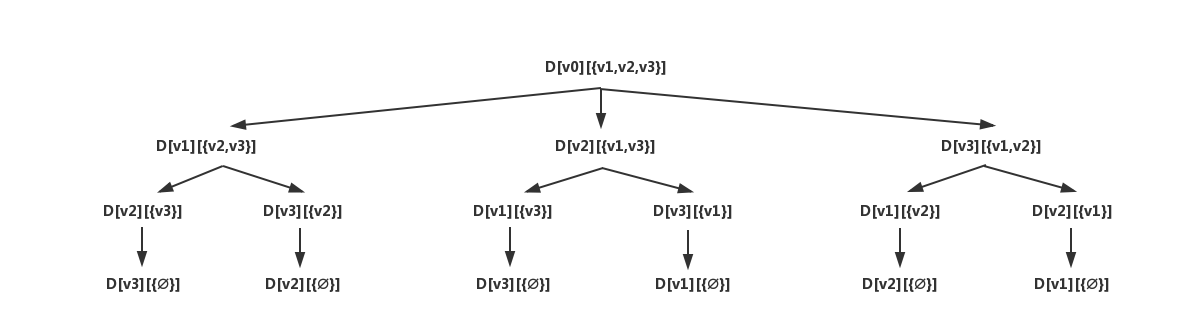 D[v0][{v1,v2,v3}]
D[v1][{v2,v3}] D[v2][{v1,v3}] D[v3][{v1,v2}]
D[v2][{v3}] D[v3][{v2}] D[v1][{v3}] D[v3][{v1}] D[v1][{v2}] D[v2][{v1}]
D[v3][{∅}] D[v2][{∅}] D[v3][{∅}] D[v1][{∅}] D[v2][{∅}] D[v1][{∅}]